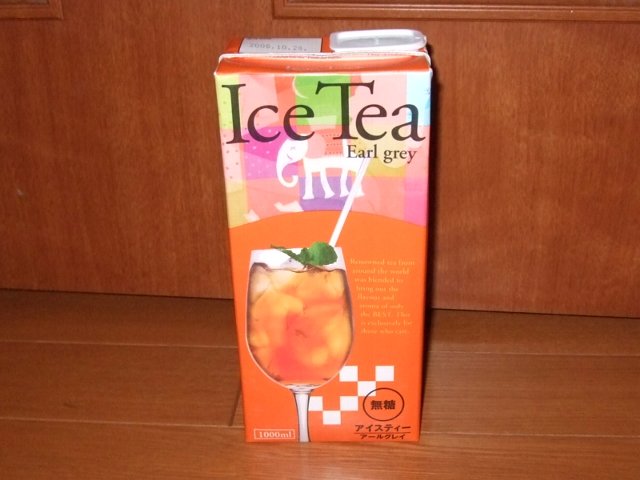 2006.10.29.
Ice Tea
Earl grey
Renowned tea from
around the world
was blended to
bring out the
flavour and
aroma of only
the BEST. This
is exclusively for
those who care.
無糖
アイスティー
アールグレイ
1000ml